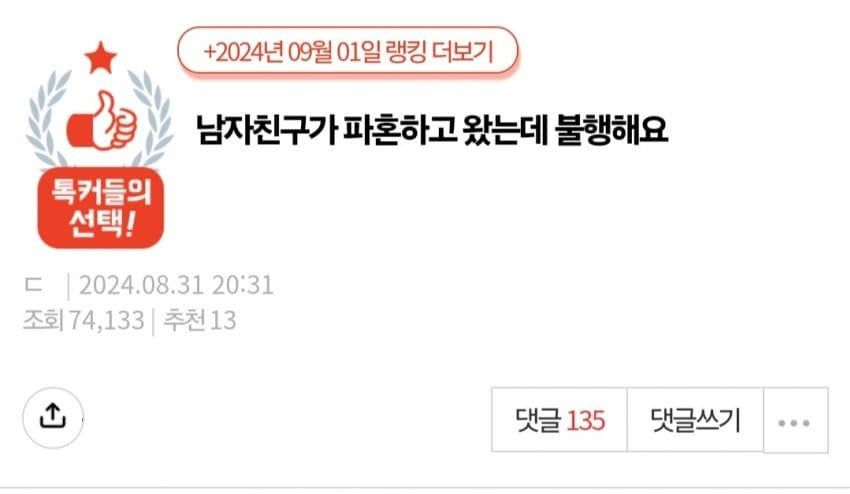 +2024년 09월 01일 랭킹 더보기
남자친구가 파혼하고 왔는데 불행해요
톡커들의
선택!
ㄷ | 2024.08.31 20:31
조회 74,133 | 추천 13
댓글 135 댓글쓰기